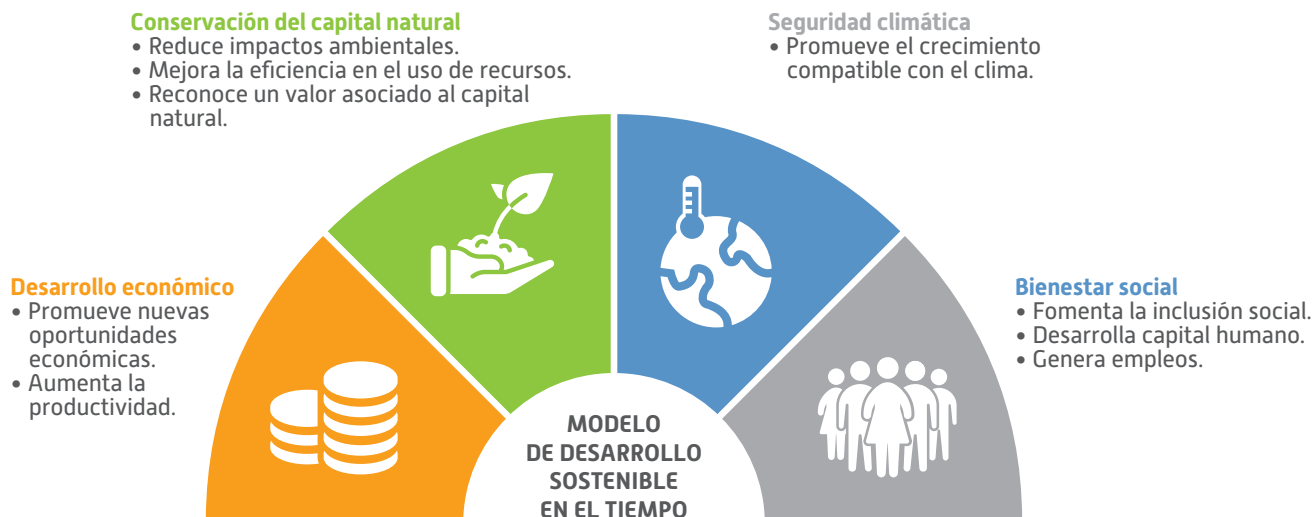 Conservación del capital natural
• Reduce impactos ambientales.
• Mejora la eficiencia en el uso de recursos.
• Reconoce un valor asociado al capital
natural.
Seguridad climática
• Promueve el crecimiento
compatible con el clima.
Desarrollo económico
• Promueve nuevas
oportunidades
económicas.
• Aumenta la
productividad.
Bienestar social
• Fomenta la inclusión social.
• Desarrolla capital humano.
• Genera empleos.
MODELO
DE DESARROLLO
SOSTENIBLE
EN EL TIEMPO